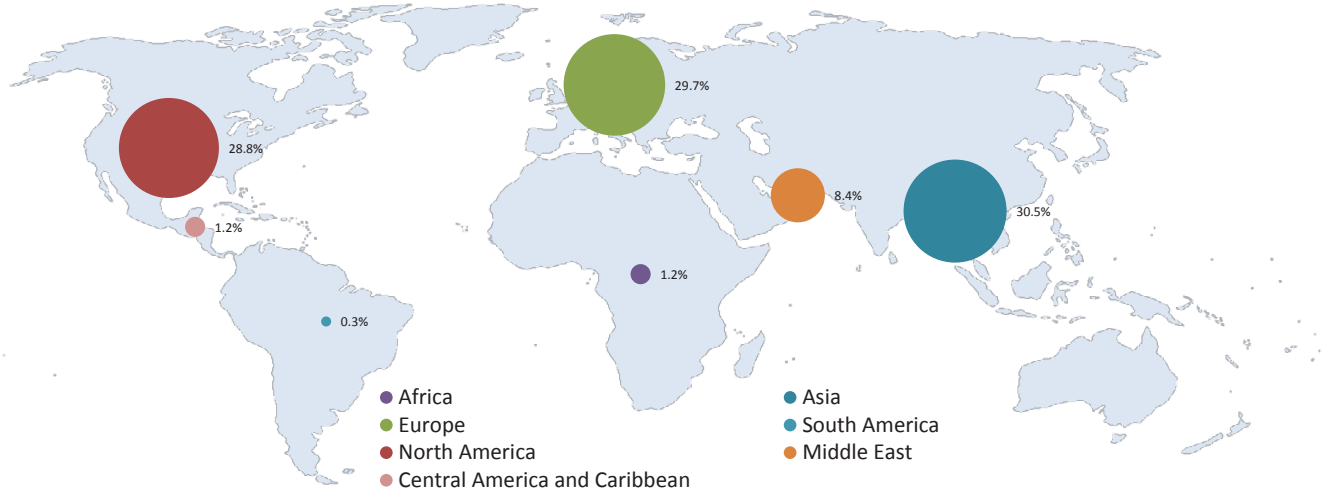 29.7%
28.8%
8.4%
30.5%
1.2%
1.2%
0.3%
Africa
Europe
North America
Central America and Caribbean
Asia
South America
Middle East